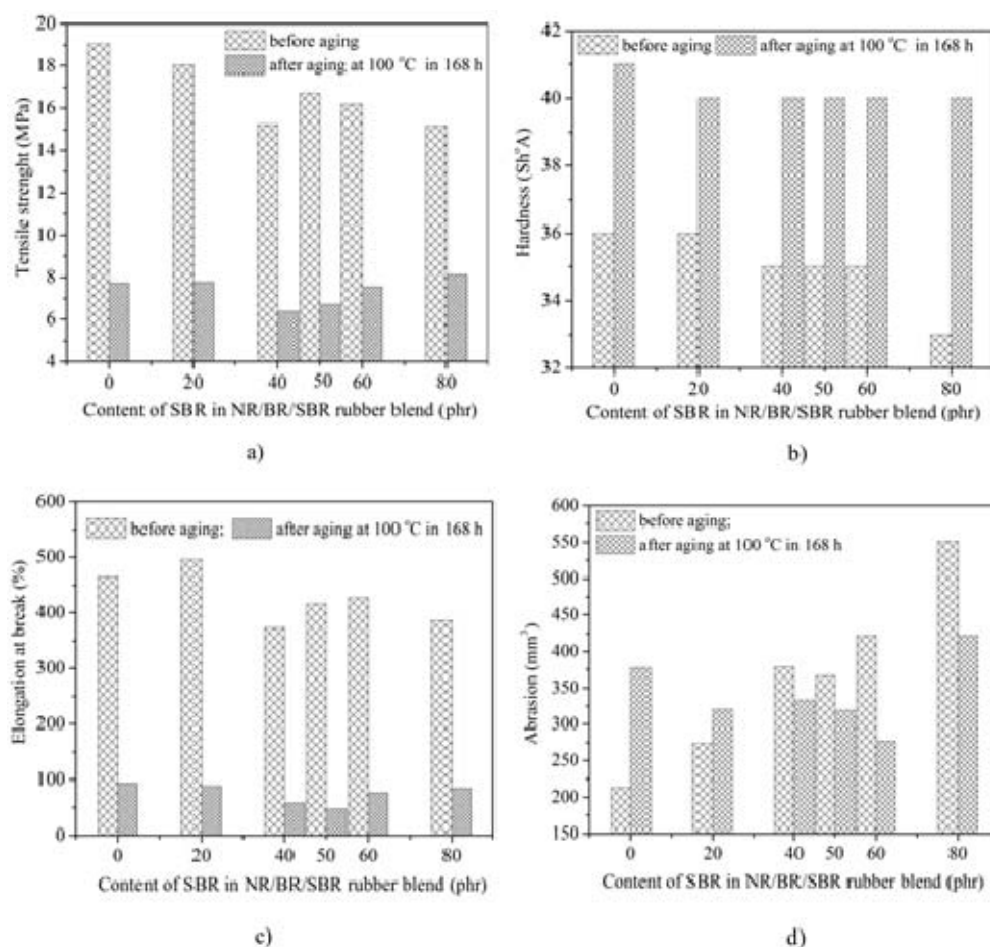 20
18
16
14
12
10
8
6
4
Tensile strenght (MPa)
before aging
after aging at 100 °C in 168 h
0 20 40 50 60 80
Content of SBR in NR/BR/SBR rubber blend (phr)
a)
42
40
38
36
34
32
Hardness (Sh°A)
before aging after aging at 100 °C in 168 h
0 20 40 50 60 80
Content of SBR in NR/BR/SBR rubber blend (phr)
b)
600
500
400
300
200
100
0
Elongation at break (%)
before aging; after aging at 100 °C in 168 h
0 20 40 50 60 80
Content of SBR in NR/BR/SBR rubber blend (phr)
c)
600
550
500
450
400
350
300
250
200
150
Abrasion (mm³)
before aging;
after aging at 100 °C in 168 h
0 20 40 50 60 80
Content of SBR in NR/BR/SBR rubber blend (phr)
d)